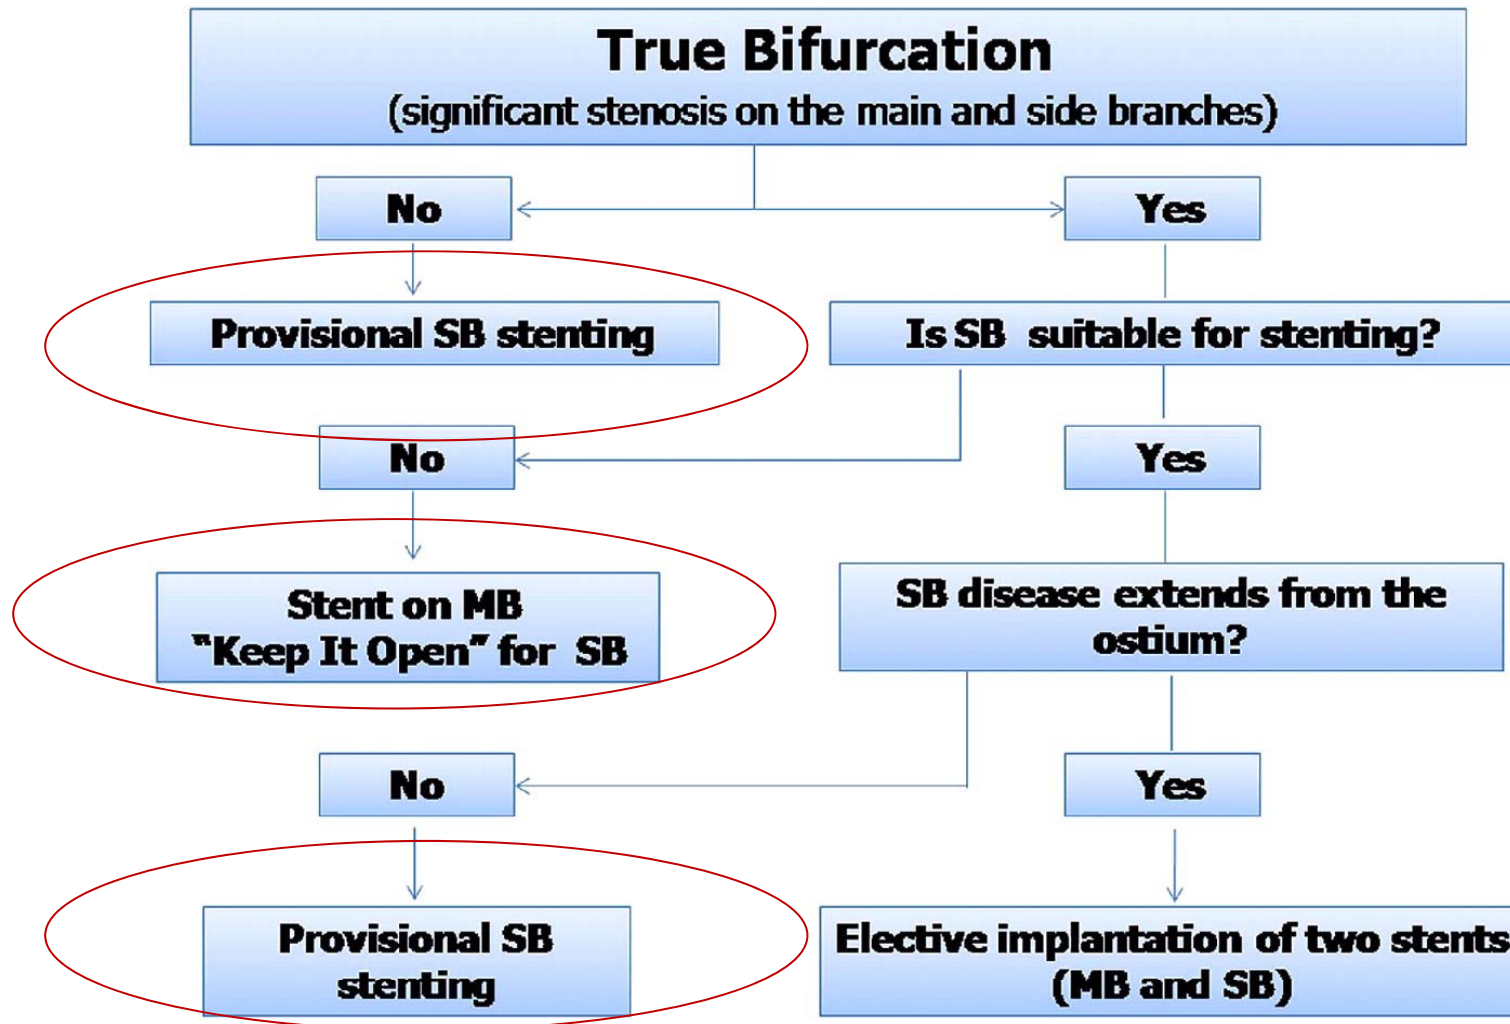 True Bifurcation
(significant stenosis on the main and side branches)
No
Yes
Provisional SB stenting
Is SB suitable for stenting?
No
Yes
Stent on MB
"Keep It Open" for SB
SB disease extends from the
ostium?
No
Yes
Provisional SB
stenting
Elective implantation of two stents
(MB and SB)